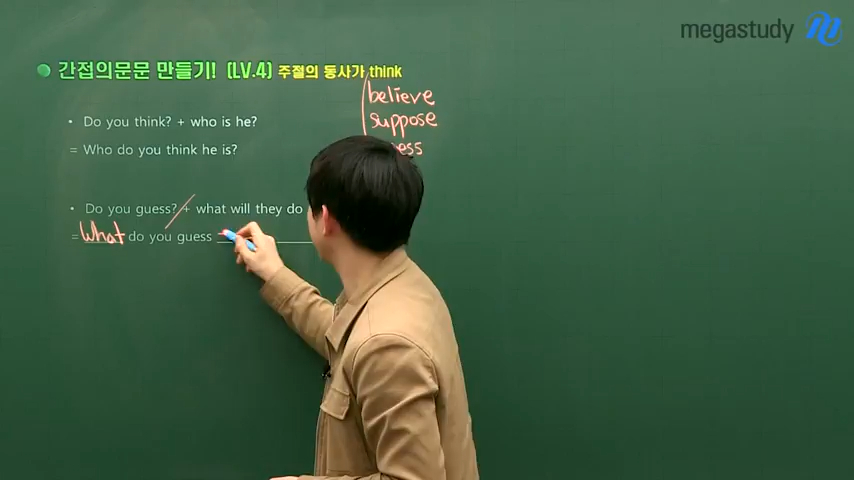 megastudy
간접의문문 만들기! (LV.4) 주절의 동사가 think
believe
suppose
• Do you think? + who is he?
= Who do you think he is?
• Do you guess? + what will they do
= What do you guess